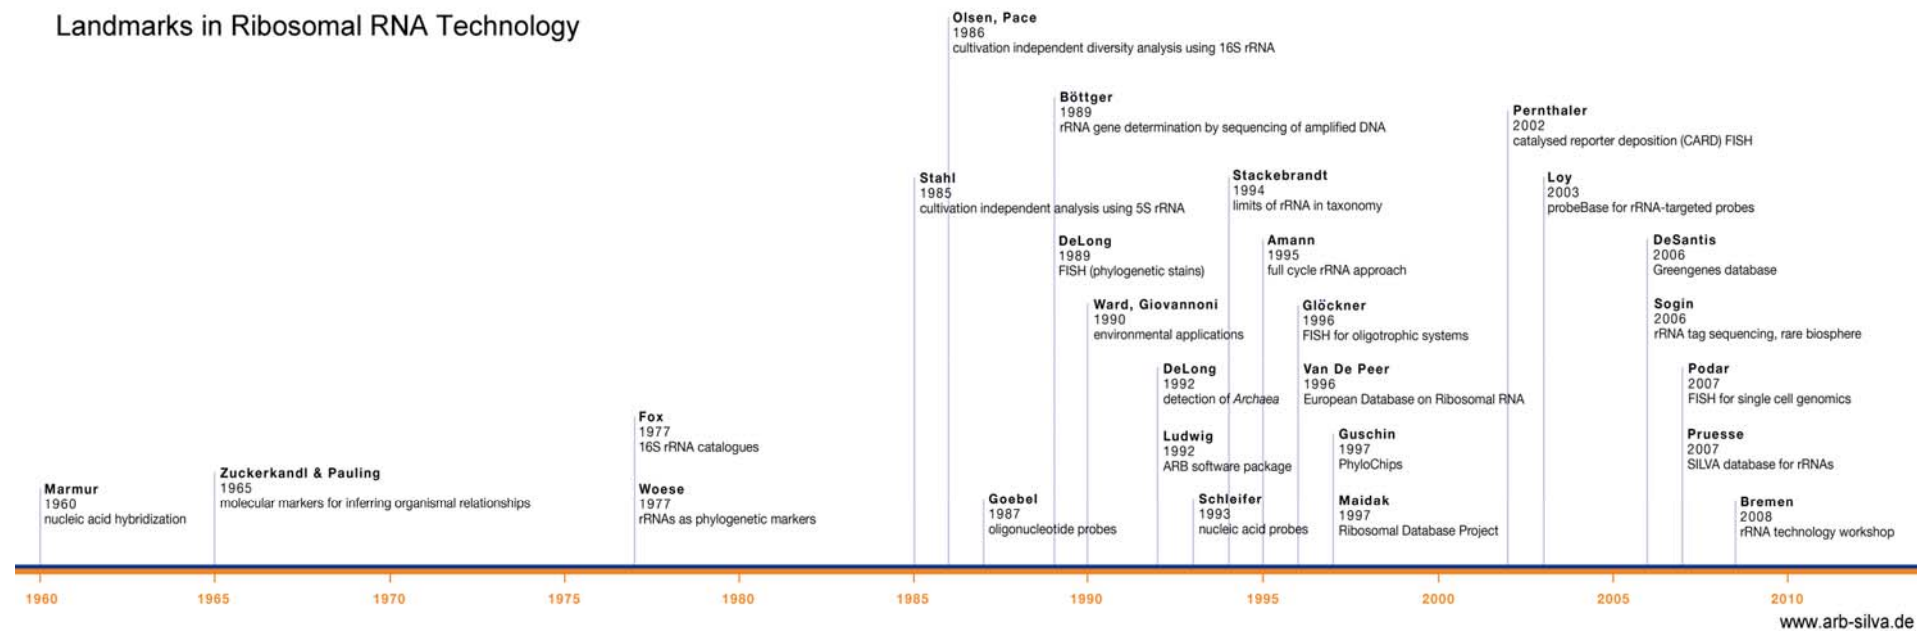 Landmarks in Ribosomal RNA Technology
Olsen, Pace
1986
cultivation independent diversity analysis using 16S rRNA
Böttger
1989
rRNA gene determination by sequencing of amplified DNA
Pernthaler
2002
catalysed reporter deposition (CARD) FISH
Stahl
1985
cultivation independent analysis using 5S rRNA
Stackebrandt
1994
limits of rRNA in taxonomy
Loy
2003
probeBase for rRNA-targeted probes
DeLong
1989
FISH (phylogenetic stains)
Amann
1995
full cycle rRNA approach
DeSantis
2006
Greengenes database
Ward, Giovannoni
1990
environmental applications
Glöckner
1996
FISH for oligotrophic systems
Sogin
2006
rRNA tag sequencing, rare biosphere
DeLong
1992
detection of Archaea
Van De Peer
1996
European Database on Ribosomal RNA
Podar
2007
FISH for single cell genomics
Fox
1977
16S rRNA catalogues
Ludwig
1992
ARB software package
Guschin
1997
PhyloChips
Pruesse
2007
SILVA database for rRNAs
Zuckerkandl & Pauling
1965
molecular markers for inferring organismal relationships
Marmur
1960
nucleic acid hybridization
Woese
1977
rRNAs as phylogenetic markers
Goebel
1987
oligonucleotide probes
Schleifer
1993
nucleic acid probes
Maidak
1997
Ribosomal Database Project
Bremen
2008
rRNA technology workshop
1960 1965 1970 1975 1980 1985 1990 1995 2000 2005 2010
www.arb-silva.de